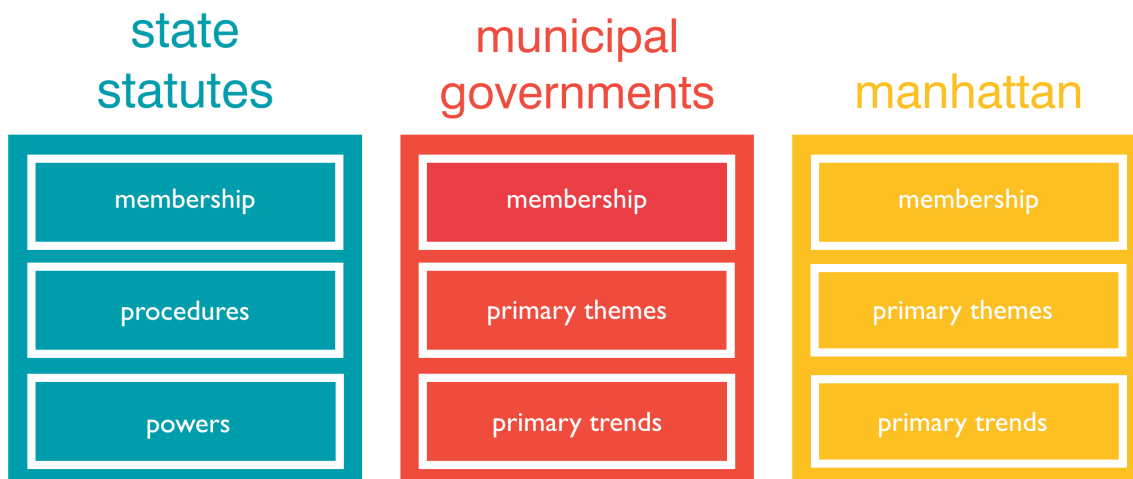 state
statutes
membership
procedures
powers
municipal
governments
membership
primary themes
primary trends
manhattan
membership
primary themes
primary trends